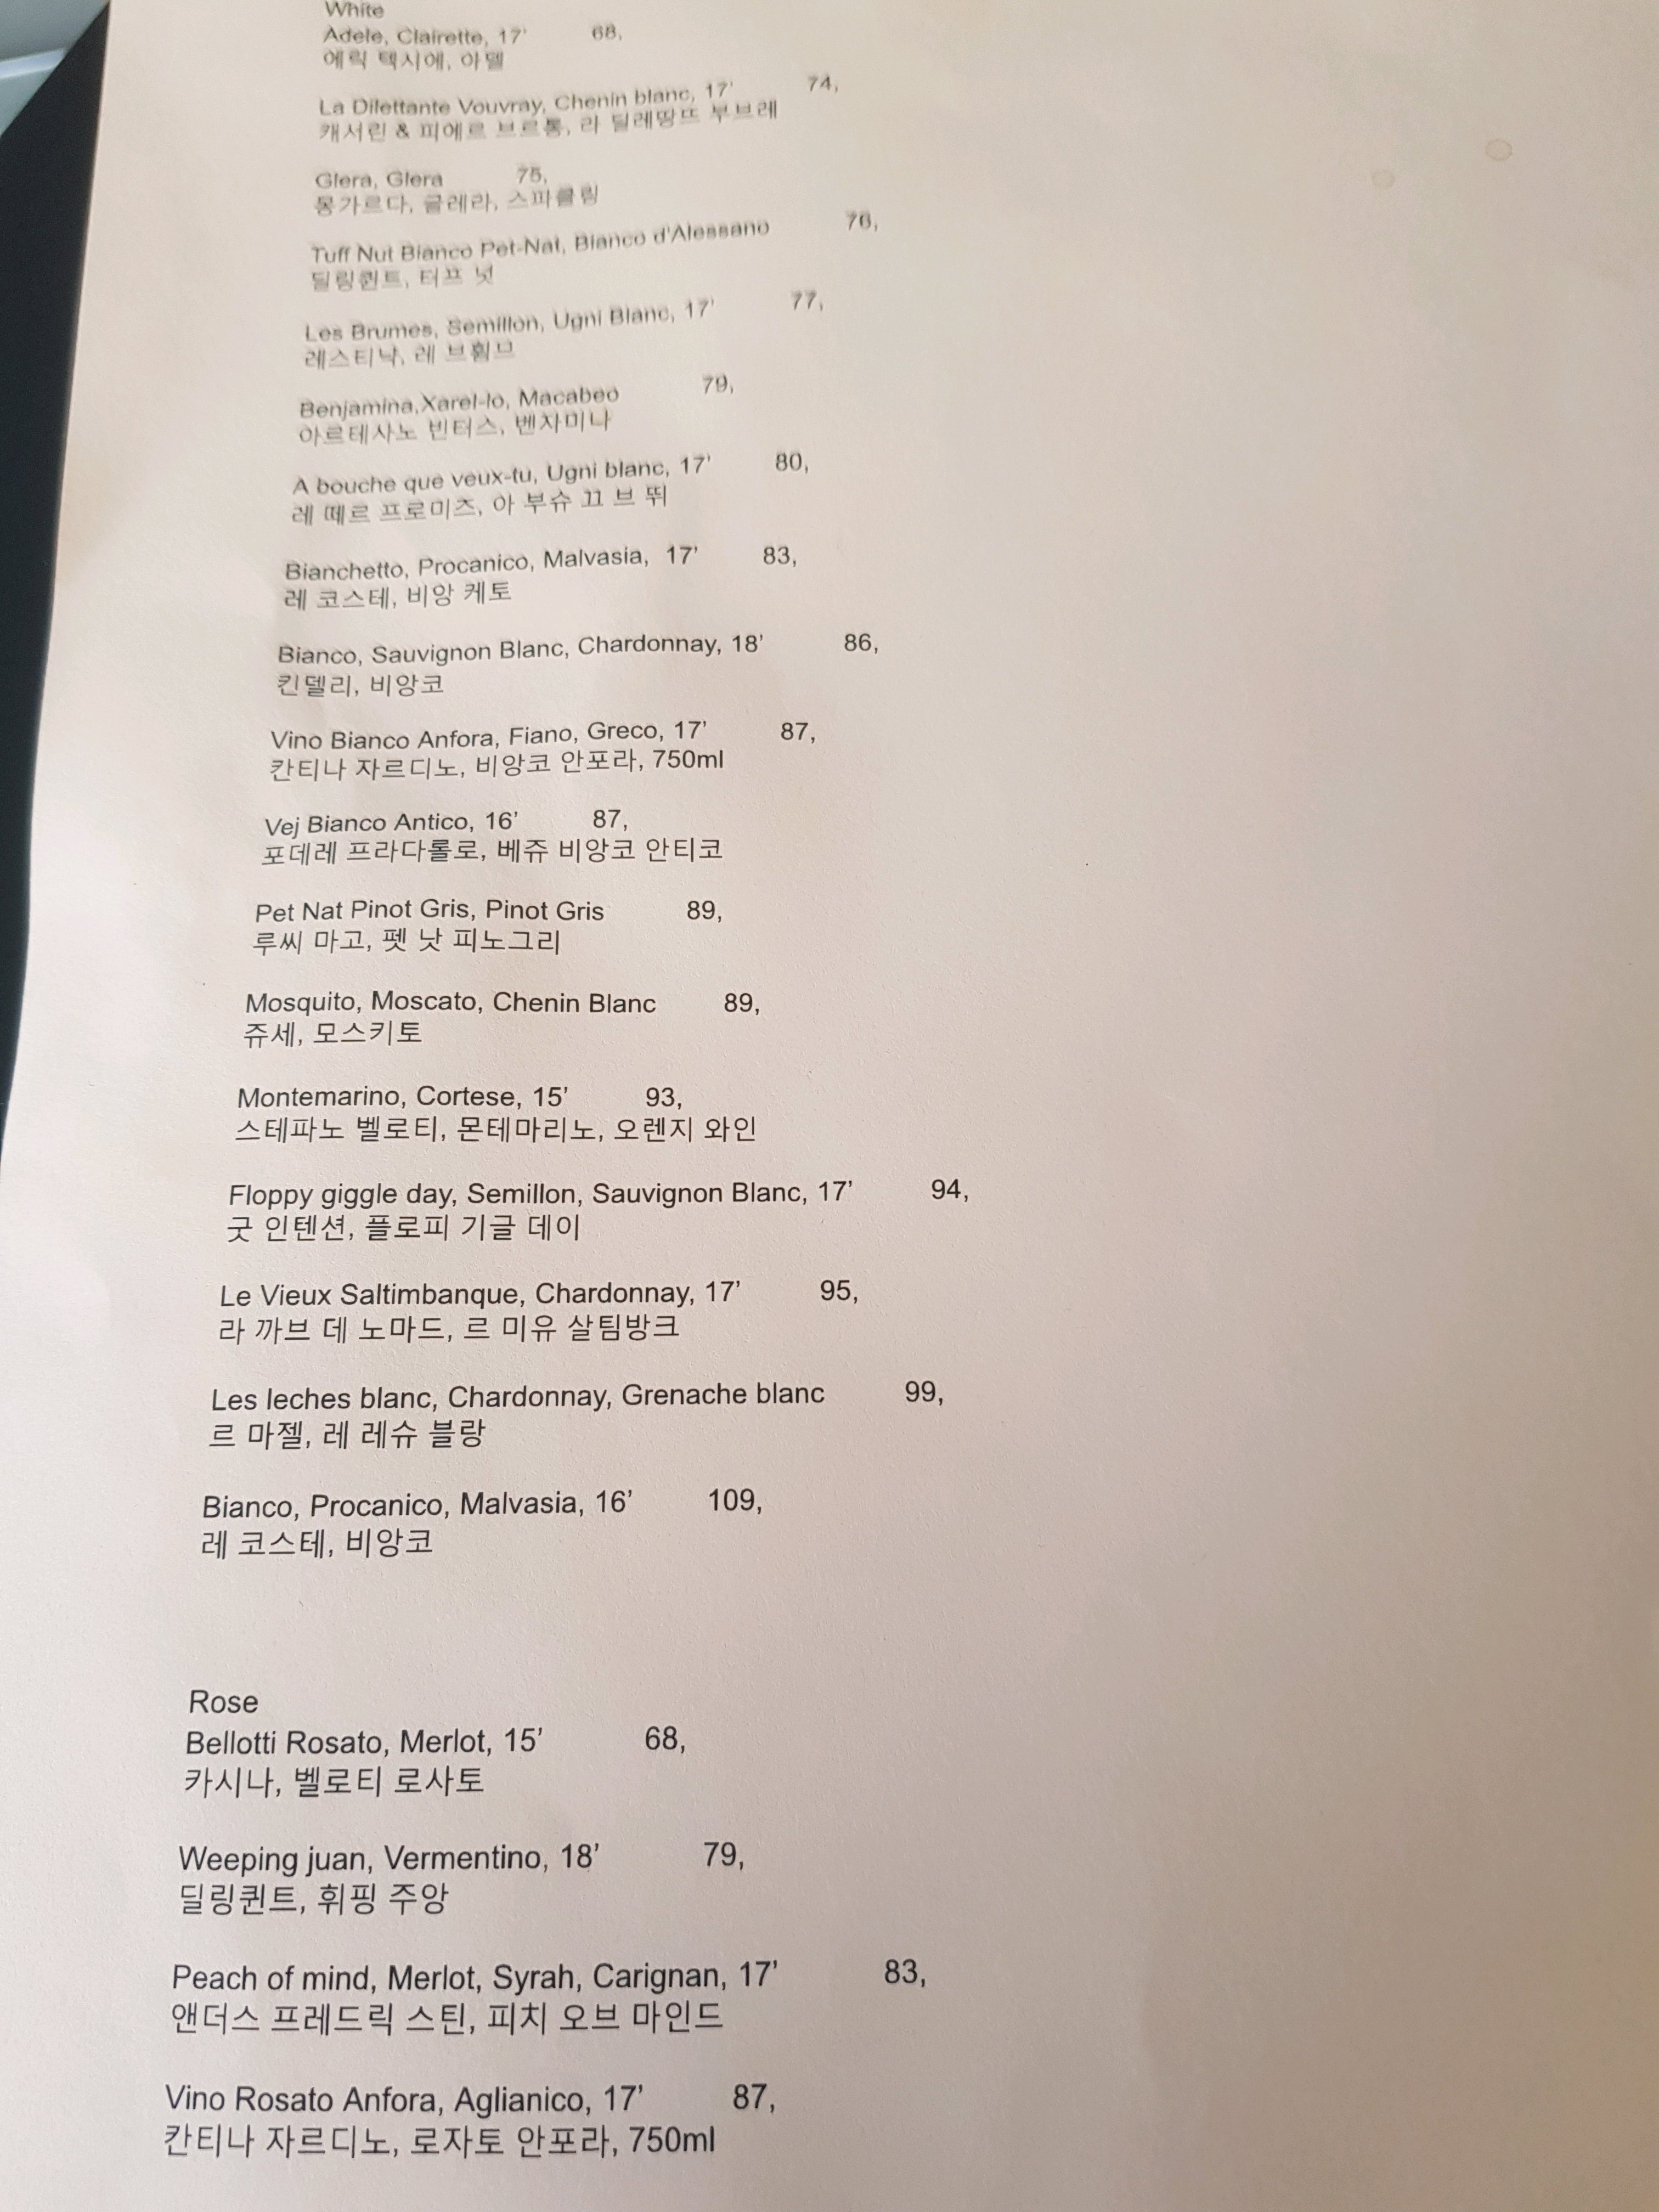 White
Adele, Clairette, 17' 68,
에릭 텍시에, 아델
La Dilettante Vouvray, Chenin blanc, 17' 74,
캐서린 & 피에르 브르통, 라 딜레땅뜨 부브레
Glera, Glera 75,
몽가르다, 글레라, 스파클링
Tuff Nut Bianco Pet-Nat, Bianco d'Alessano 76,
딜링퀀트, 터프 넛
Les Brumes, Semillon, Ugni Blanc, 17' 77,
레스티낙, 레 브휨브
Benjamina,Xarel-lo, Macabeo 79,
아르테사노 빈터스, 벤자미나
A bouche que veux-tu, Ugni blanc, 17' 80,
레 떼르 프로미즈, 아 부슈 끄 브 뛰
Bianchetto, Procanico, Malvasia, 17' 83,
레 코스테, 비앙 케토
Bianco, Sauvignon Blanc, Chardonnay, 18' 86,
킨델리, 비앙코
Vino Bianco Anfora, Fiano, Greco, 17' 87,
칸티나 자르디노, 비앙코 안포라, 750ml
Vej Bianco Antico, 16' 87,
포데레 프라다롤로, 베쥬 비앙코 안티코
Pet Nat Pinot Gris, Pinot Gris 89,
루씨 마고, 펫 낫 피노그리
Mosquito, Moscato, Chenin Blanc 89,
쥬세, 모스키토
Montemarino, Cortese, 15' 93,
스테파노 벨로티, 몬테마리노, 오렌지 와인
Floppy giggle day, Semillon, Sauvignon Blanc, 17' 94,
굿 인텐션, 플로피 기글 데이
Le Vieux Saltimbanque, Chardonnay, 17' 95,
라 까브 데 노마드, 르 미유 살팀방크
Les leches blanc, Chardonnay, Grenache blanc 99,
르 마젤, 레 레슈 블랑
Bianco, Procanico, Malvasia, 16' 109,
레 코스테, 비앙코
Rose
Bellotti Rosato, Merlot, 15' 68,
카시나, 벨로티 로사토
Weeping juan, Vermentino, 18' 79,
딜링퀸트, 휘핑 주앙
Peach of mind, Merlot, Syrah, Carignan, 17' 83,
앤더스 프레드릭 스틴, 피치 오브 마인드
Vino Rosato Anfora, Aglianico, 17' 87,
칸티나 자르디노, 로자토 안포라, 750ml